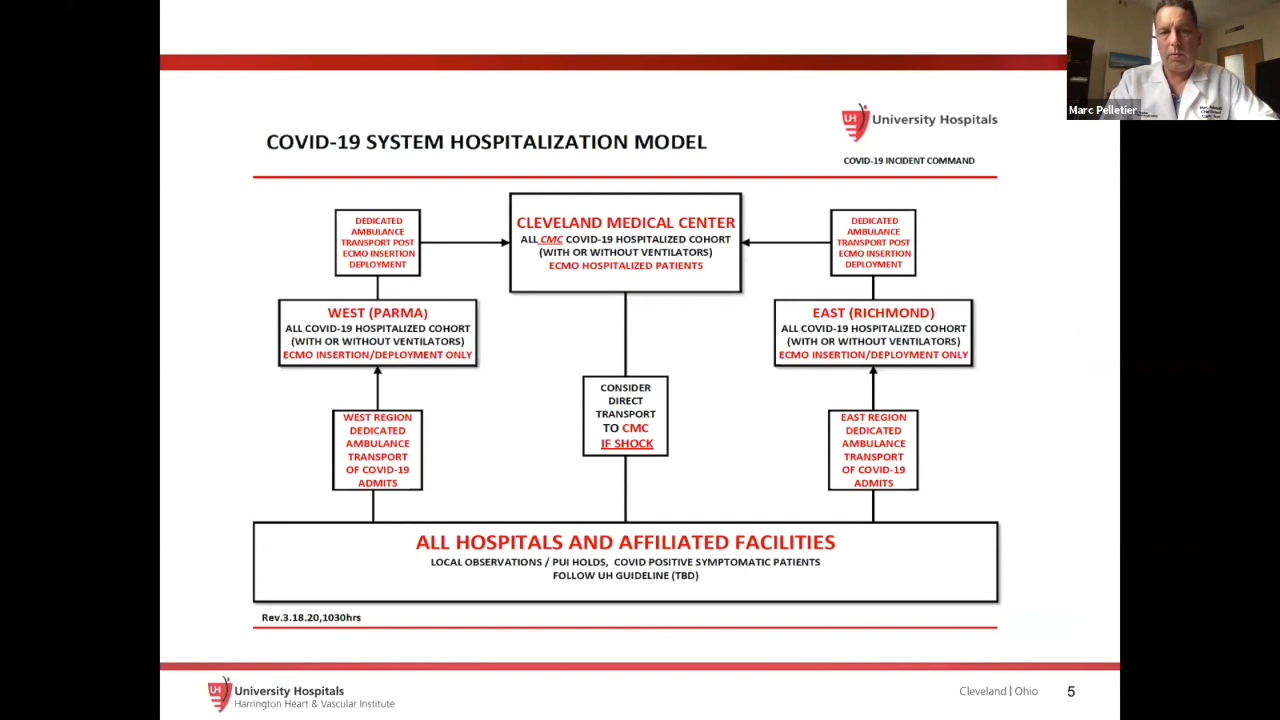 Marc Pelletier
UH University Hospitals
COVID-19 SYSTEM HOSPITALIZATION MODEL
COVID-19 INCIDENT COMMAND
DEDICATED
AMBULANCE
TRANSPORT POST
ECMO INSERTION
DEPLOYMENT
CLEVELAND MEDICAL CENTER
ALL CMC COVID-19 HOSPITALIZED COHORT
(WITH OR WITHOUT VENTILATORS)
ECMO HOSPITALIZED PATIENTS
DEDICATED
AMBULANCE
TRANSPORT POST
ECMO INSERTION
DEPLOYMENT
WEST (PARMA)
ALL COVID-19 HOSPITALIZED COHORT
(WITH OR WITHOUT VENTILATORS)
ECMO INSERTION/DEPLOYMENT ONLY
EAST (RICHMOND)
ALL COVID-19 HOSPITALIZED COHORT
(WITH OR WITHOUT VENTILATORS)
ECMO INSERTION/DEPLOYMENT ONLY
CONSIDER
DIRECT
TRANSPORT
TO CMC
IF SHOCK
WEST REGION
DEDICATED
AMBULANCE
TRANSPORT
OF COVID-19
ADMITS
EAST REGION
DEDICATED
AMBULANCE
TRANSPORT
OF COVID-19
ADMITS
ALL HOSPITALS AND AFFILIATED FACILITIES
LOCAL OBSERVATIONS / PUI HOLDS, COVID POSITIVE SYMPTOMATIC PATIENTS
FOLLOW UH GUIDELINE (TBD)
Rev.3.18.20,1030hrs
UH University Hospitals
Harrington Heart & Vascular Institute
Cleveland | Ohio
5